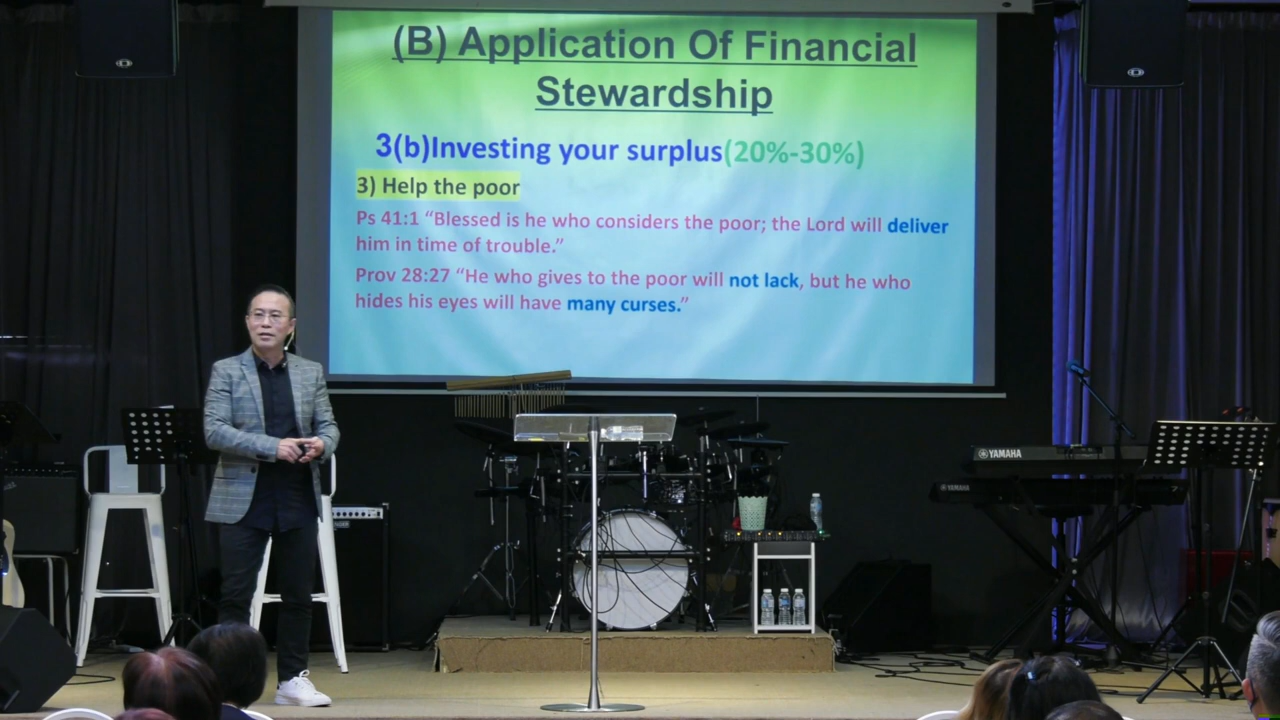 (B) Application Of Financial
Stewardship
3(b)Investing your surplus(20%-30%)
3) Help the poor
Ps 41:1 “Blessed is he who considers the poor; the Lord will deliver
him in time of trouble.”
Prov 28:27 “He who gives to the poor will not lack, but he who
hides his eyes will have many curses.”
YAMAHA
YAMAHA